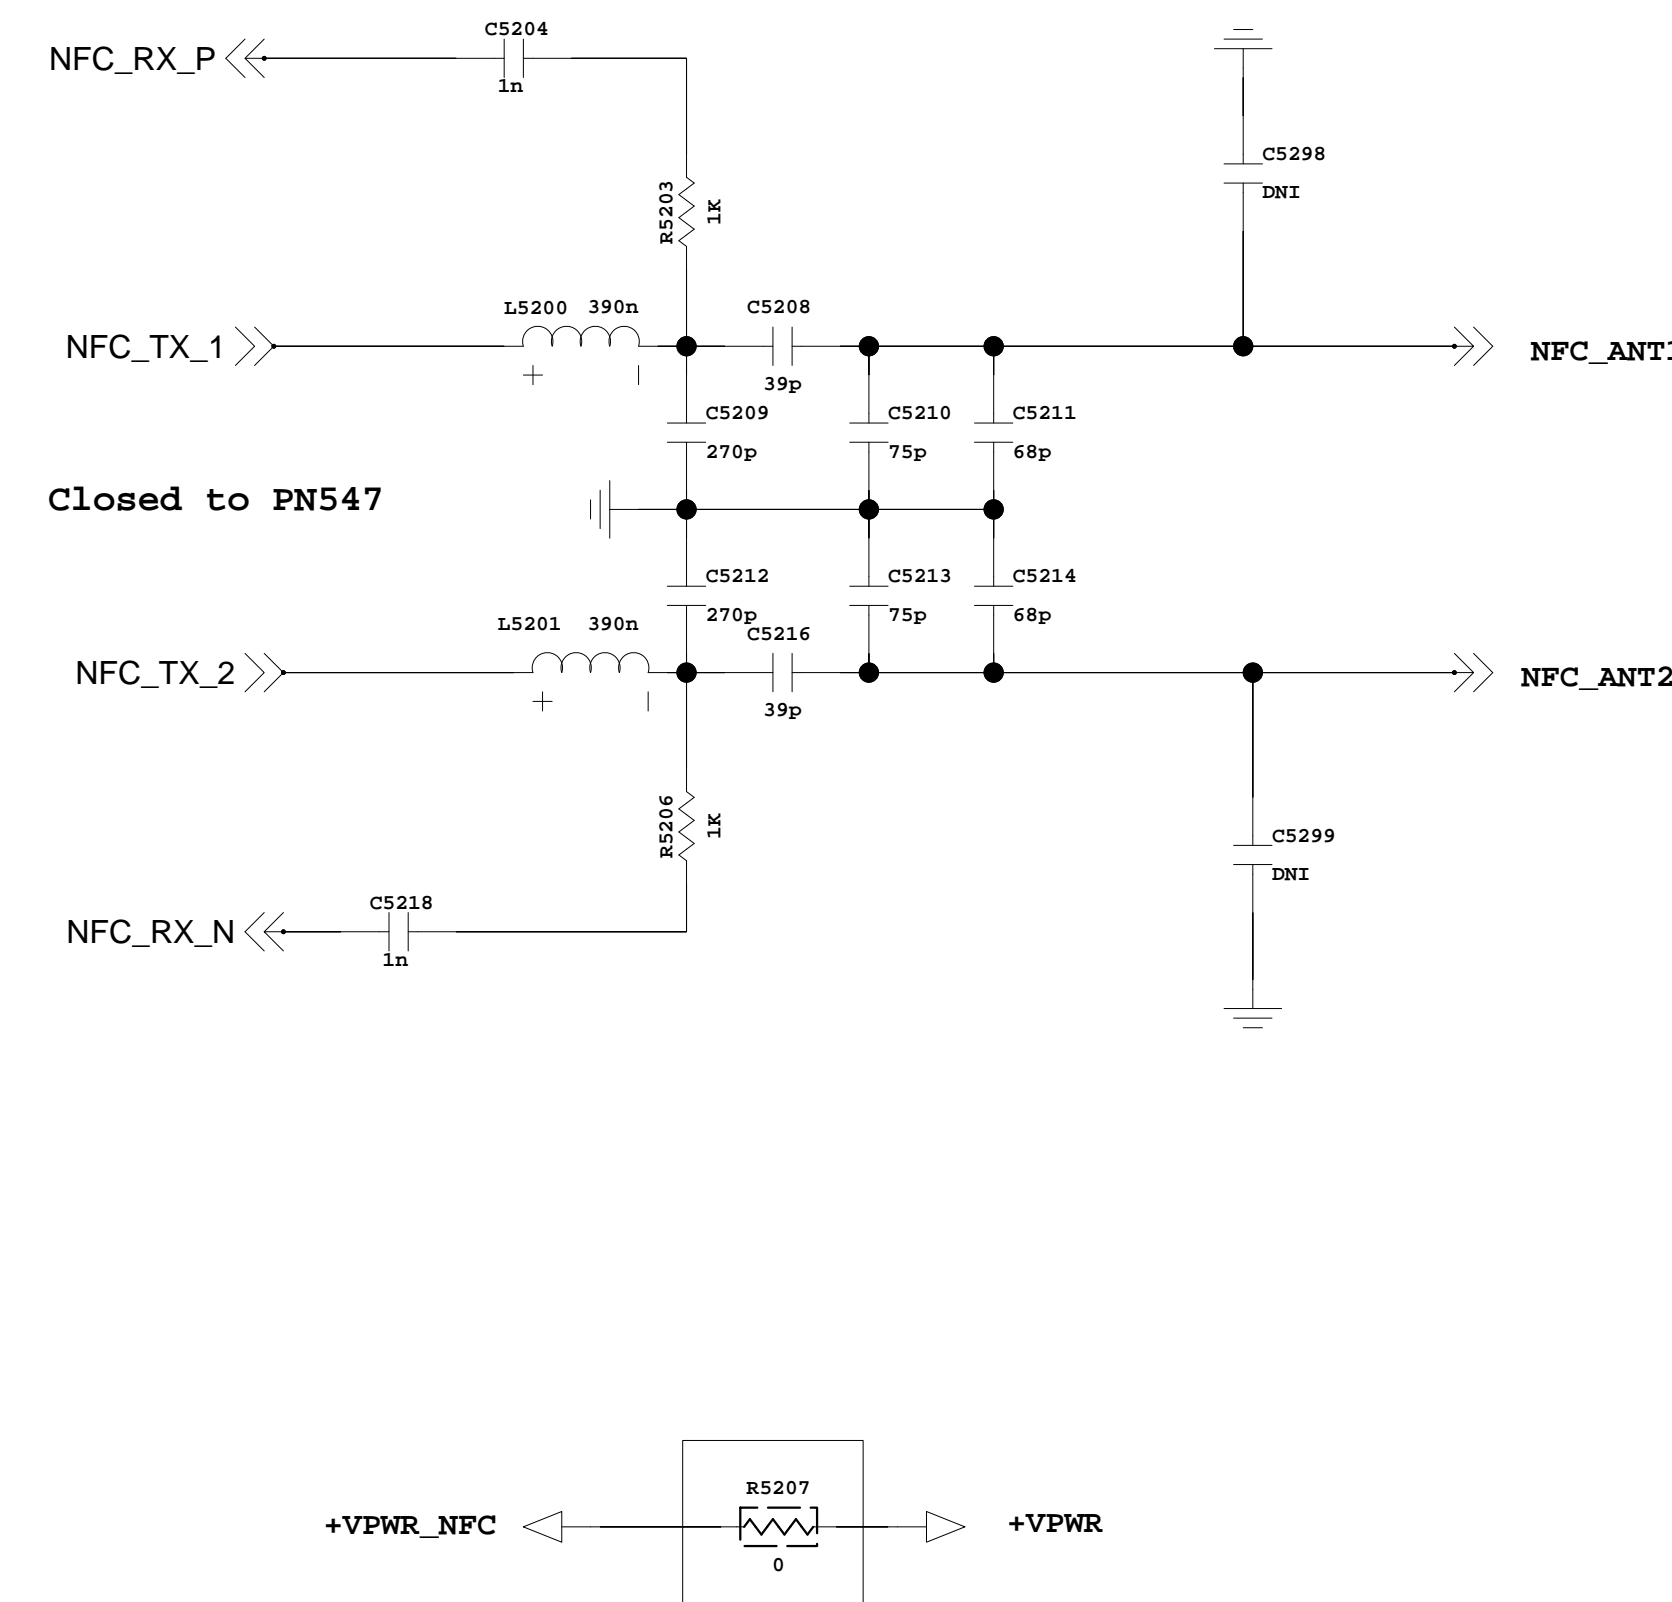 C5204
NFC_RX_P
1n
C5298
DNI
R5203
1K
L5200 390n
C5208
NFC_TX_1
NFC_ANT1
39p
C5209
C5210
C5211
270p
75p
68p
Closed to PN547
C5212
C5213
C5214
270p
75p
68p
L5201 390n
C5216
NFC_TX_2
NFC_ANT2
39p
R5206
1K
C5299
DNI
C5218
NFC_RX_N
1n
R5207
+VPWR_NFC
+VPWR
0